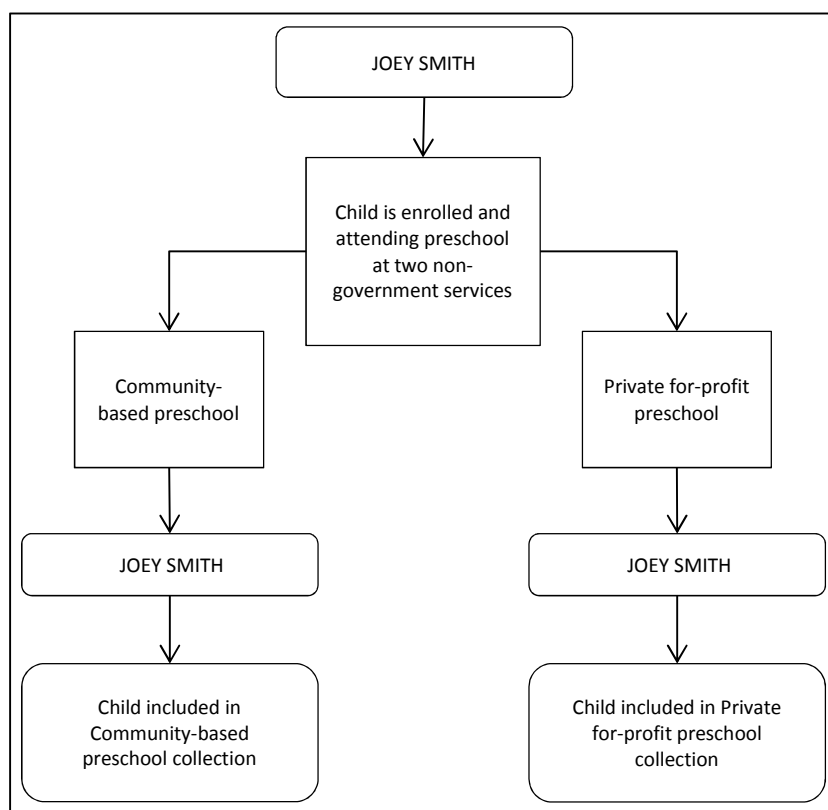 JOEY SMITH
Child is enrolled and
attending preschool
at two non-
government services
Community-
based preschool
Private for-profit
preschool
JOEY SMITH
JOEY SMITH
Child included in
Community-based
preschool collection
Child included in Private
for-profit preschool
collection